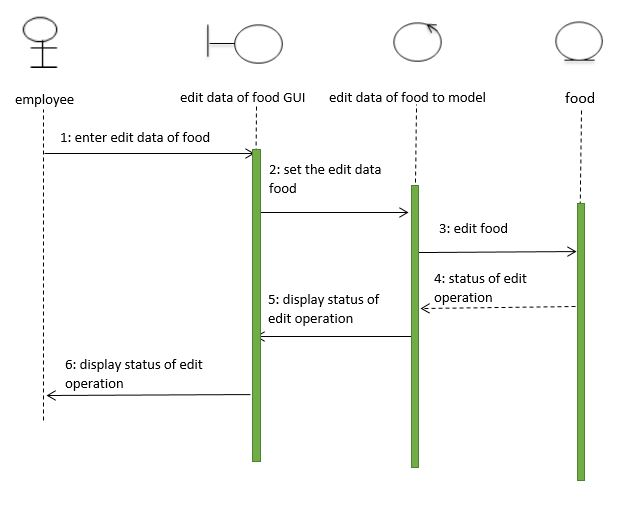 employee
edit data of food GUI
edit data of food to model
food
1: enter edit data of food
2: set the edit data
food
3: edit food
4: status of edit
operation
5: display status of
edit operation
6: display status of edit
operation